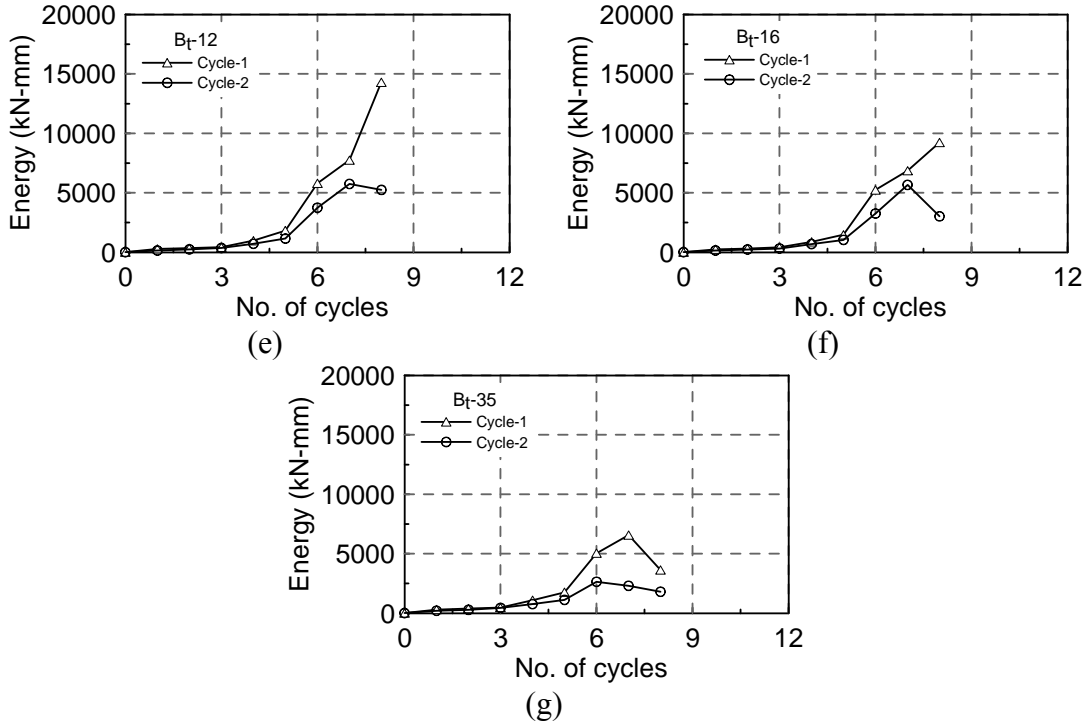 20000
15000
10000
5000
0
Energy (kN-mm)
Bt-12
Cycle-1
Cycle-2
0 3 6 9 12
No. of cycles
(e)
20000
15000
10000
5000
0
Energy (kN-mm)
Bt-16
Cycle-1
Cycle-2
0 3 6 9 12
No. of cycles
(f)
20000
15000
10000
5000
0
Energy (kN-mm)
Bt-35
Cycle-1
Cycle-2
0 3 6 9 12
No. of cycles
(g)